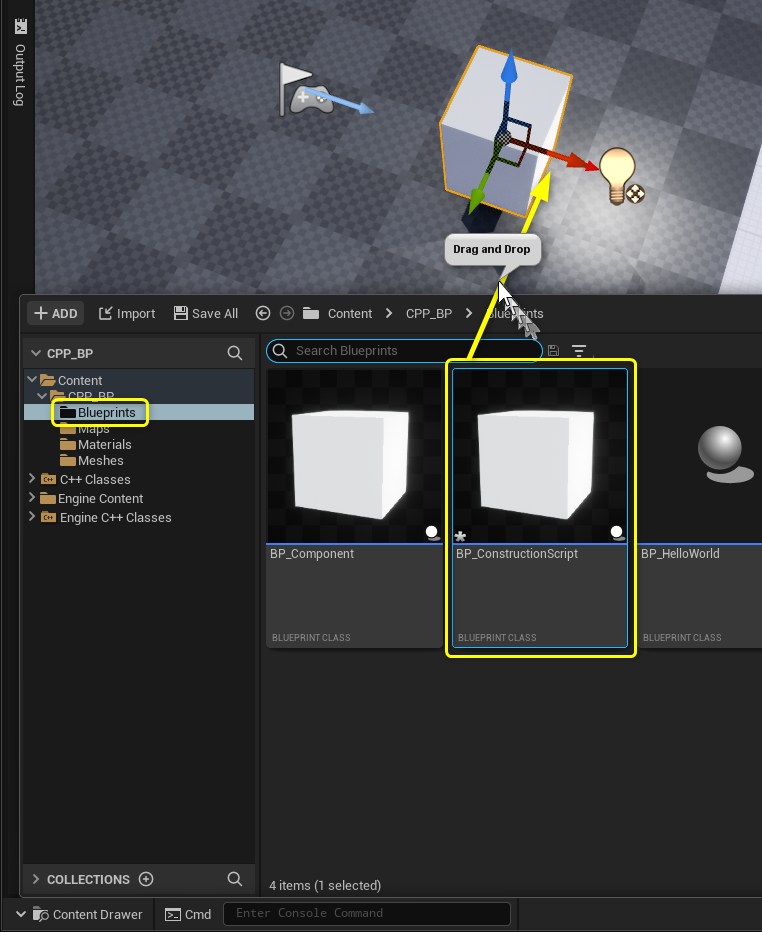 Output Log
Drag and Drop
ADD
Import
Save All
Content
CPP_BP
Blueprints
CPP_BP
Search Blueprints
Content
CPP_BP
Blueprints
Maps
Materials
Meshes
C++ Classes
Engine Content
Engine C++ Classes
BP_Component
BP_ConstructionScript
BP_HelloWorld
BLUEPRINT CLASS
BLUEPRINT CLASS
BLUEPRINT CLASS
COLLECTIONS
4 items (1 selected)
Content Drawer
Cmd
Enter Console Command